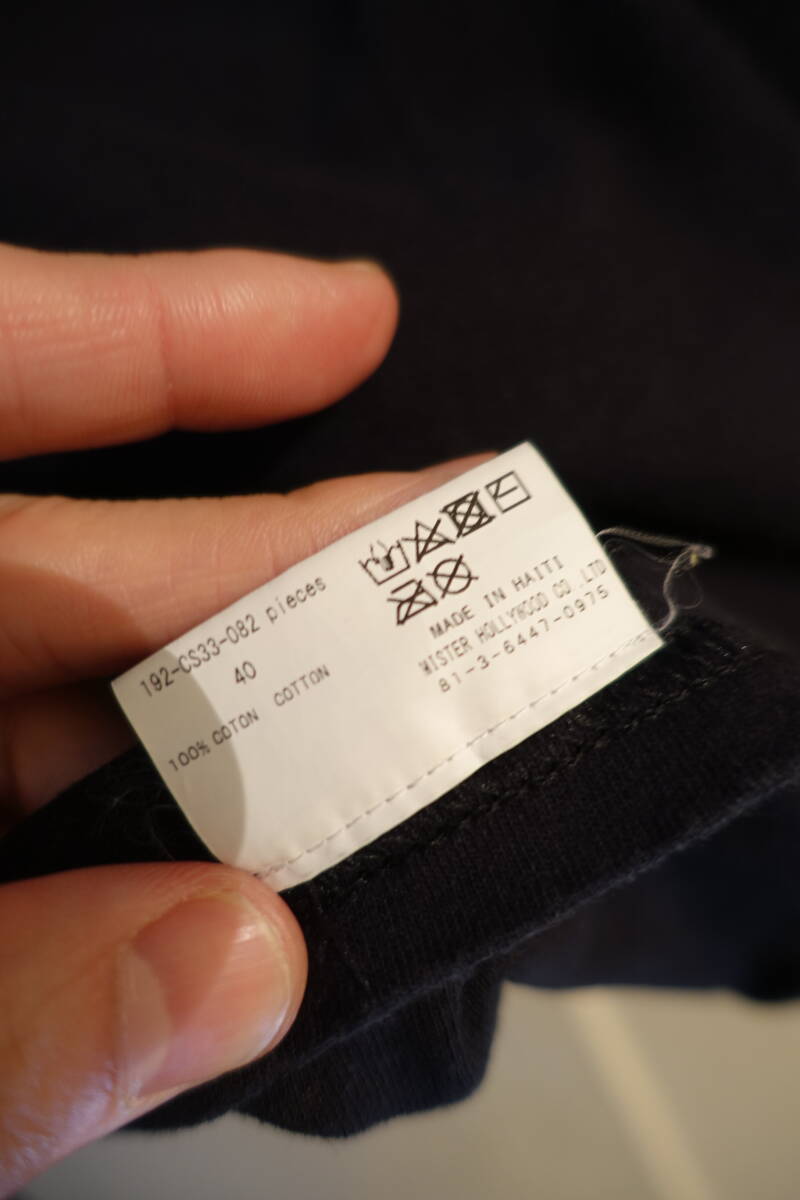 192-CS33-082 pieces
40
100% COTON COTTON
MADE IN HAITI
MISTER HOLLYWOOD CO.,LTD
81-3-6447-0975